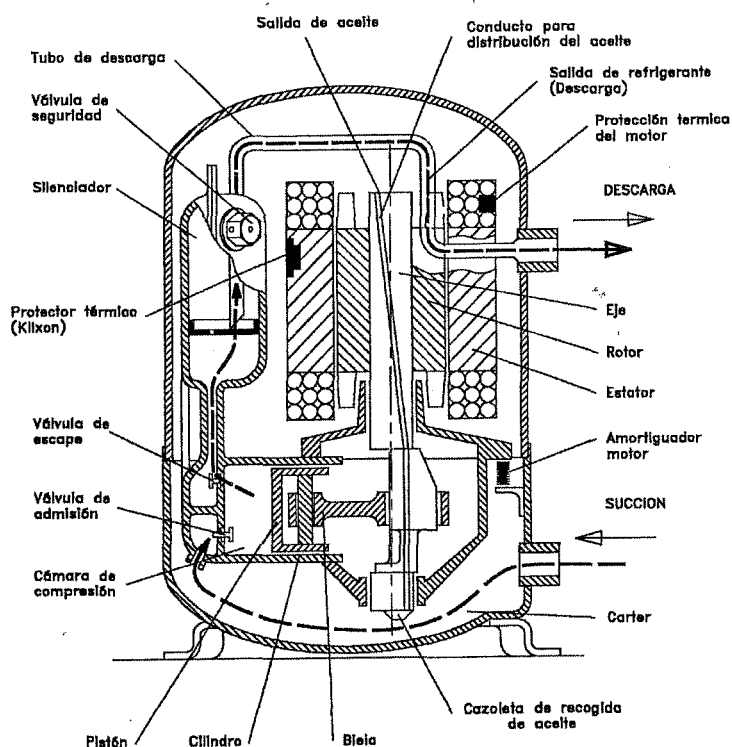 Salida de aceite
Conducto para
distribución del aceite
Tubo de descarga
Salida de refrigerante
(Descarga)
Válvula de
seguridad
Protección termica
del motor
Silenciador
DESCARGA
Protector térmico
(Klixon)
Eje
Rotor
Estator
Válvula de
escape
Amortiguador
motor
Válvula de
admisión
SUCCION
Cámara de
compresión
Carter
Cazoleta de recogida
de aceite
Pistón
Cilindro
Biela